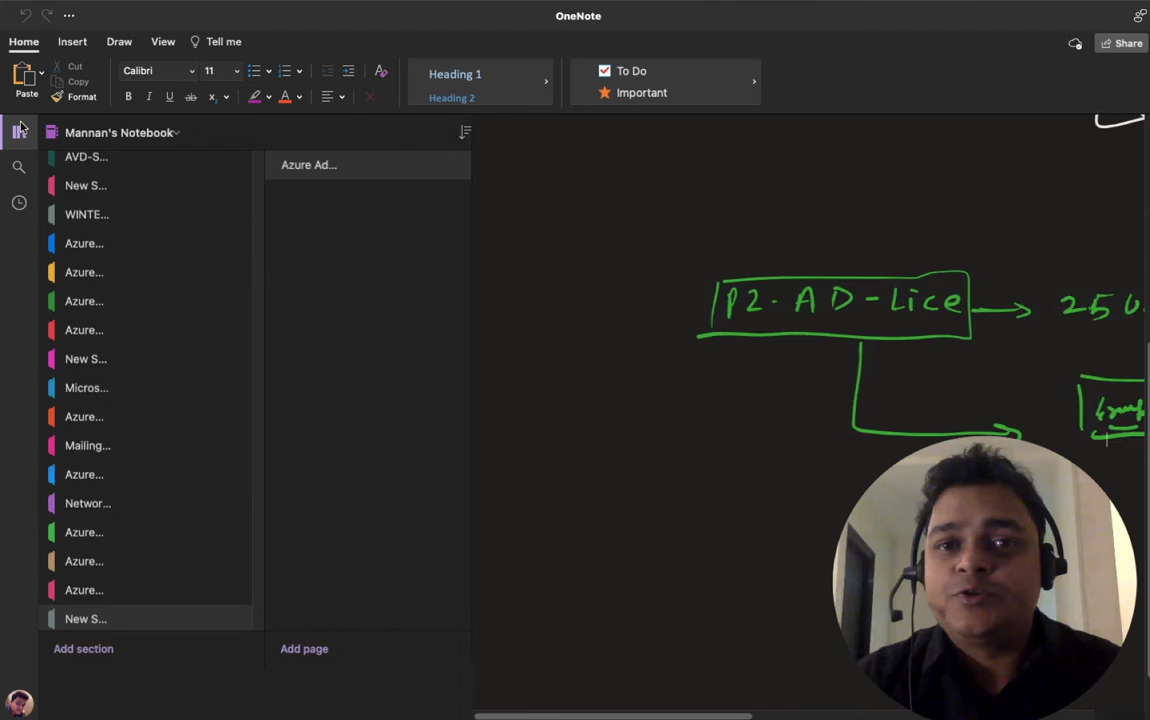 OneNote
Home Insert Draw View Tell me
Share
Paste
Cut
Copy
Format
Calibri
11
Heading 1
Heading 2
To Do
Important
Mannan's Notebook
AVD-S...
New S...
WINTE...
Azure...
Azure...
Azure...
Azure...
New S...
Micros...
Azure...
Mailing...
Azure...
Networ...
Azure...
Azure...
Azure...
New S...
Add section
Azure Ad...
Add page
P2-AD-Lice
250